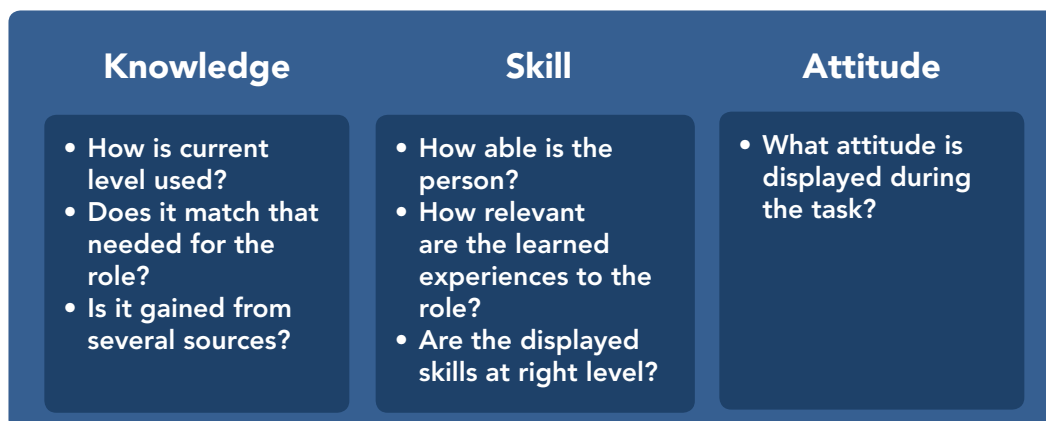 Knowledge
• How is current
level used?
• Does it match that
needed for the
role?
• Is it gained from
several sources?
Skill
• How able is the
person?
• How relevant
are the learned
experiences to the
role?
• Are the displayed
skills at right level?
Attitude
• What attitude is
displayed during
the task?